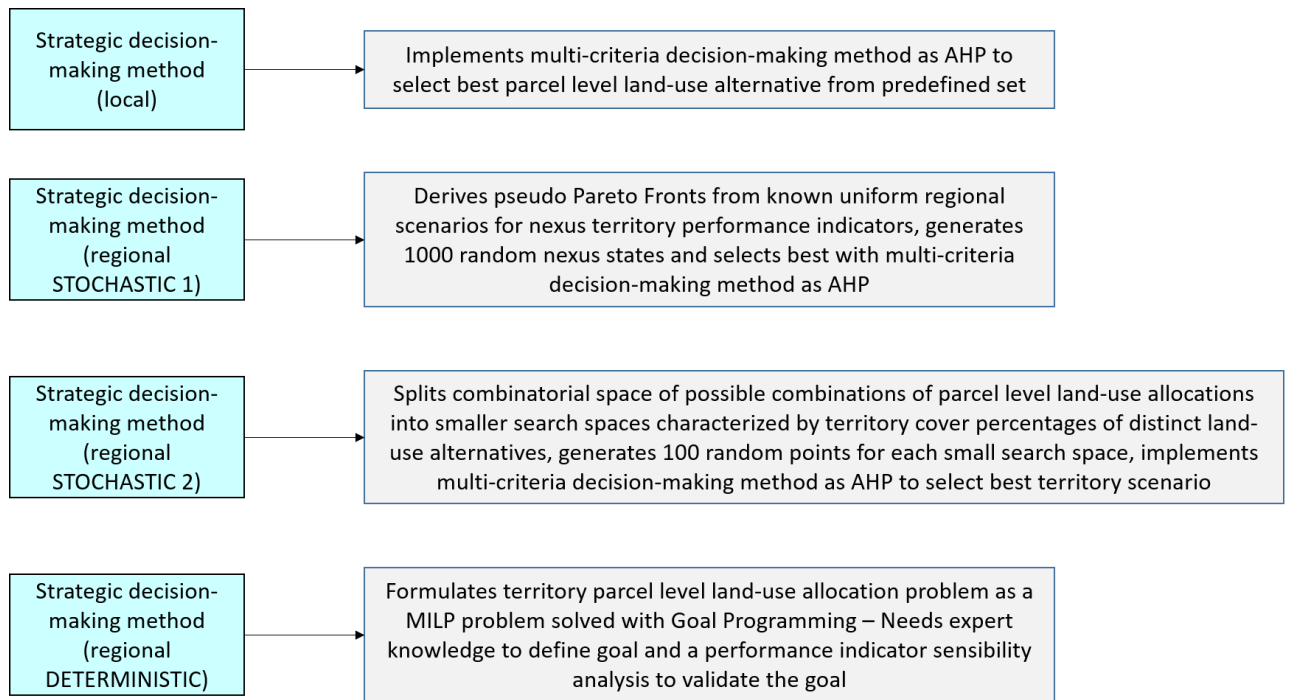 Strategic decision-
making method
(local)
Implements multi-criteria decision-making method as AHP to
select best parcel level land-use alternative from predefined set
Strategic decision-
making method
(regional
STOCHASTIC 1)
Derives pseudo Pareto Fronts from known uniform regional
scenarios for nexus territory performance indicators, generates
1000 random nexus states and selects best with multi-criteria
decision-making method as AHP
Strategic decision-
making method
(regional
STOCHASTIC 2)
Splits combinatorial space of possible combinations of parcel level land-use allocations
into smaller search spaces characterized by territory cover percentages of distinct land-
use alternatives, generates 100 random points for each small search space, implements
multi-criteria decision-making method as AHP to select best territory scenario
Strategic decision-
making method
(regional
DETERMINISTIC)
Formulates territory parcel level land-use allocation problem as a
MILP problem solved with Goal Programming – Needs expert
knowledge to define goal and a performance indicator sensibility
analysis to validate the goal